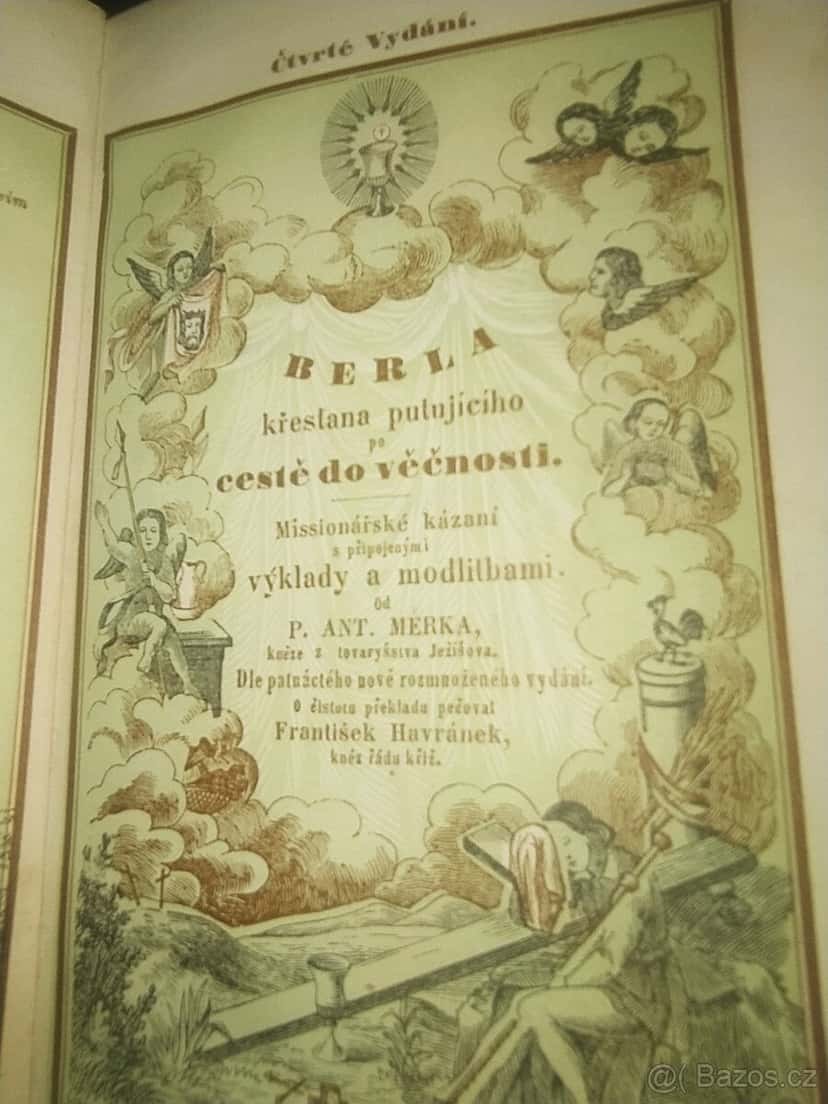 Čtvrté Vydání.
BERLA
křesťana putujícího
po
cestě do věčnosti.
Missionářské kázaní
s připojenými
výklady a modlitbami.
Od
P. ANT. MĚRKA,
kněze z tovaryšstva Ježíšova.
Dle patnáctého nově rozmnoženého vydání.
O čistotu překladu pečoval
František Havránek,
kněz řádu křiž.
@( Bazos.cz